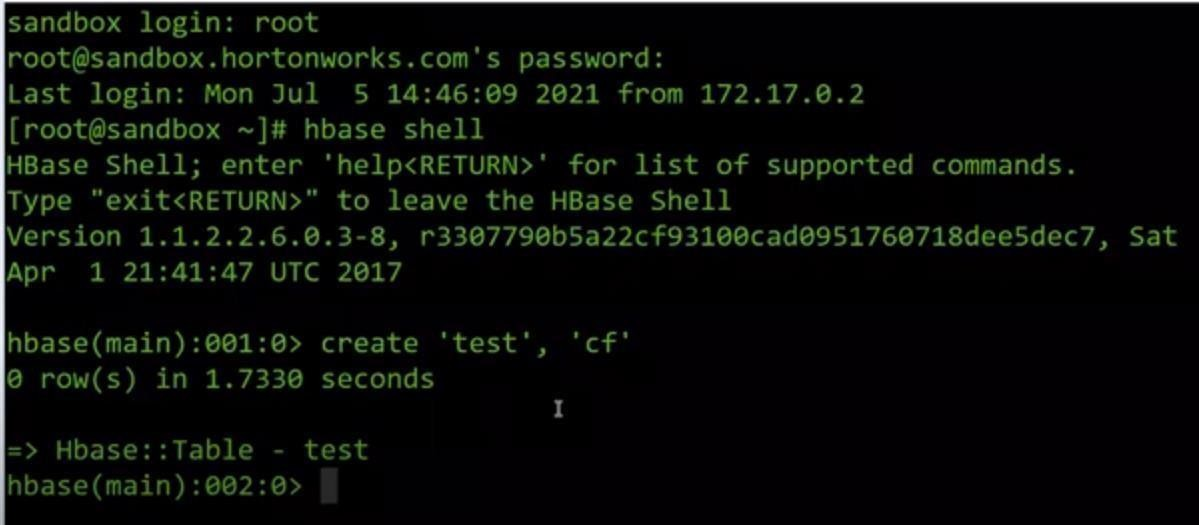 sandbox login: root
root@sandbox.hortonworks.com's password:
Last login: Mon Jul  5 14:46:09 2021 from 172.17.0.2
[root@sandbox ~]# hbase shell
HBase Shell; enter 'help<RETURN>' for list of supported commands.
Type "exit<RETURN>" to leave the HBase Shell
Version 1.1.2.2.6.0.3-8, r3307790b5a22cf93100cad0951760718dee5dec7, Sat
Apr  1 21:41:47 UTC 2017
hbase(main):001:0> create 'test', 'cf'
0 row(s) in 1.7330 seconds
=> Hbase::Table - test
hbase(main):002:0>